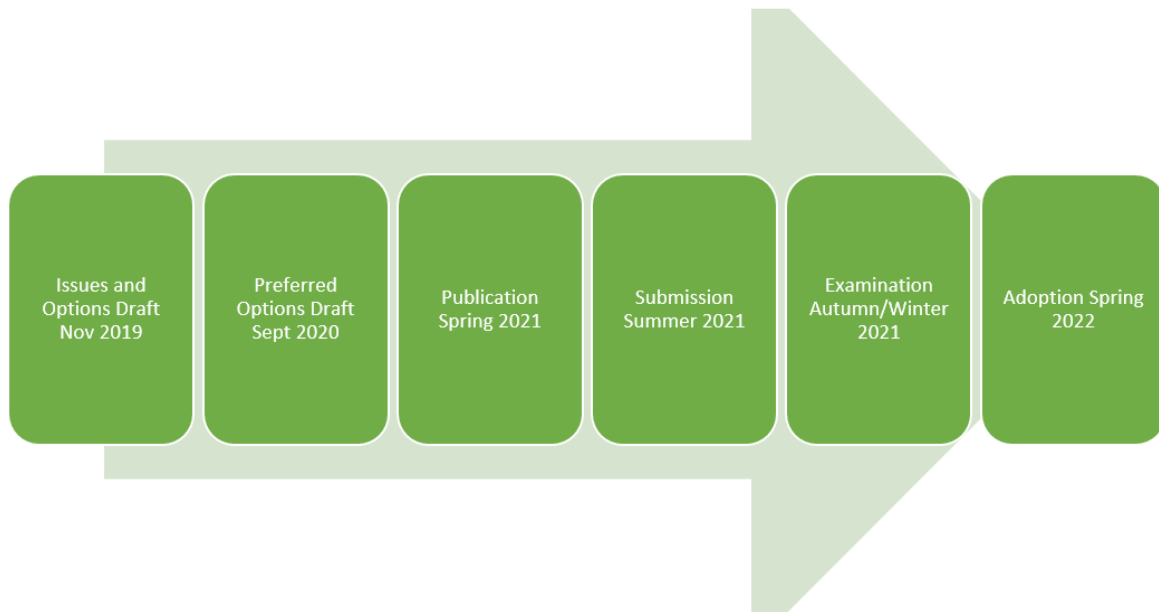 Issues and
Options Draft
Nov 2019
Preferred
Options Draft
Sept 2020
Publication
Spring 2021
Submission
Summer 2021
Examination
Autumn/Winter
2021
Adoption Spring
2022